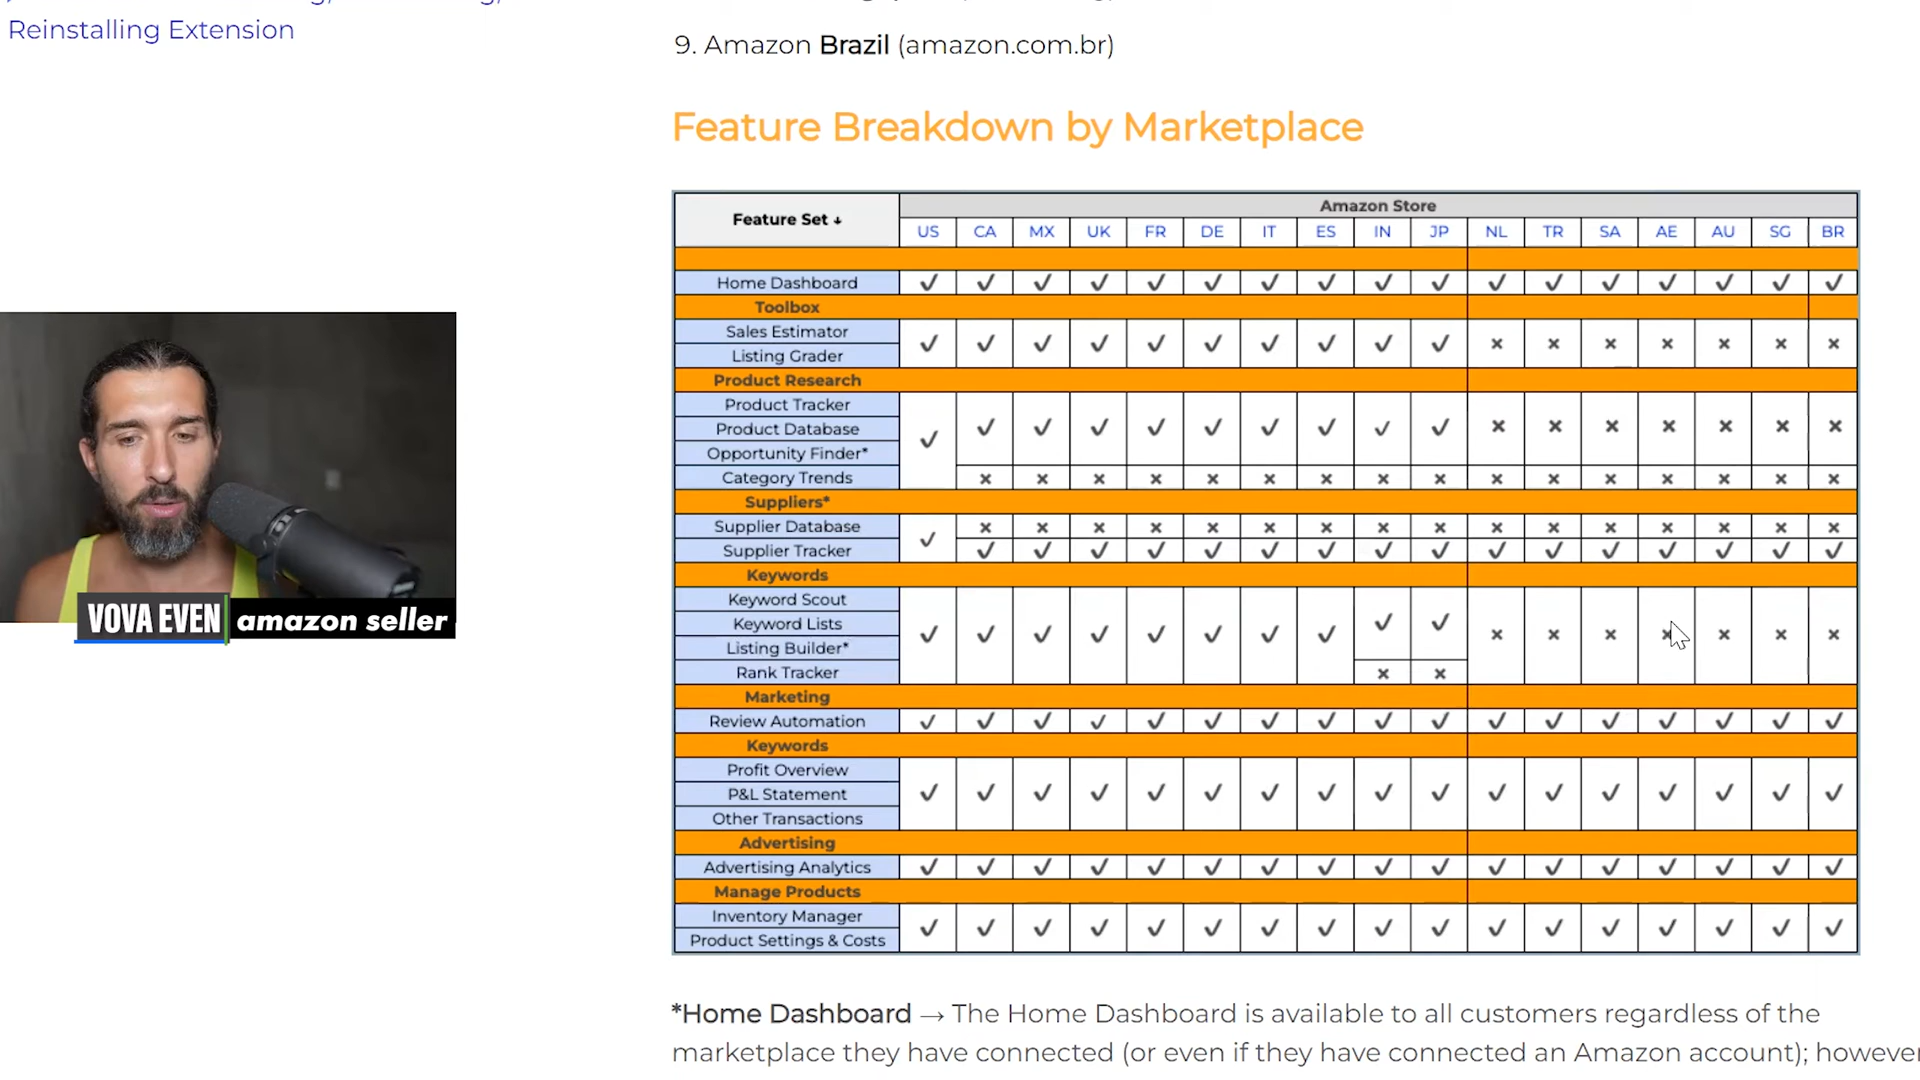 Reinstalling Extension
9. Amazon Brazil (amazon.com.br)
Feature Breakdown by Marketplace
Feature Set ↓
Amazon Store
US CA MX UK FR DE IT ES IN JP NL TR SA AE AU SG BR
Home Dashboard
Toolbox
Sales Estimator
Listing Grader
Product Research
Product Tracker
Product Database
Opportunity Finder*
Category Trends
Suppliers*
Supplier Database
Supplier Tracker
Keywords
Keyword Scout
Keyword Lists
Listing Builder*
Rank Tracker
Marketing
Review Automation
Keywords
Profit Overview
P&L Statement
Other Transactions
Advertising
Advertising Analytics
Manage Products
Inventory Manager
Product Settings & Costs
VOVA EVEN amazon seller
*Home Dashboard → The Home Dashboard is available to all customers regardless of the
marketplace they have connected (or even if they have connected an Amazon account); however